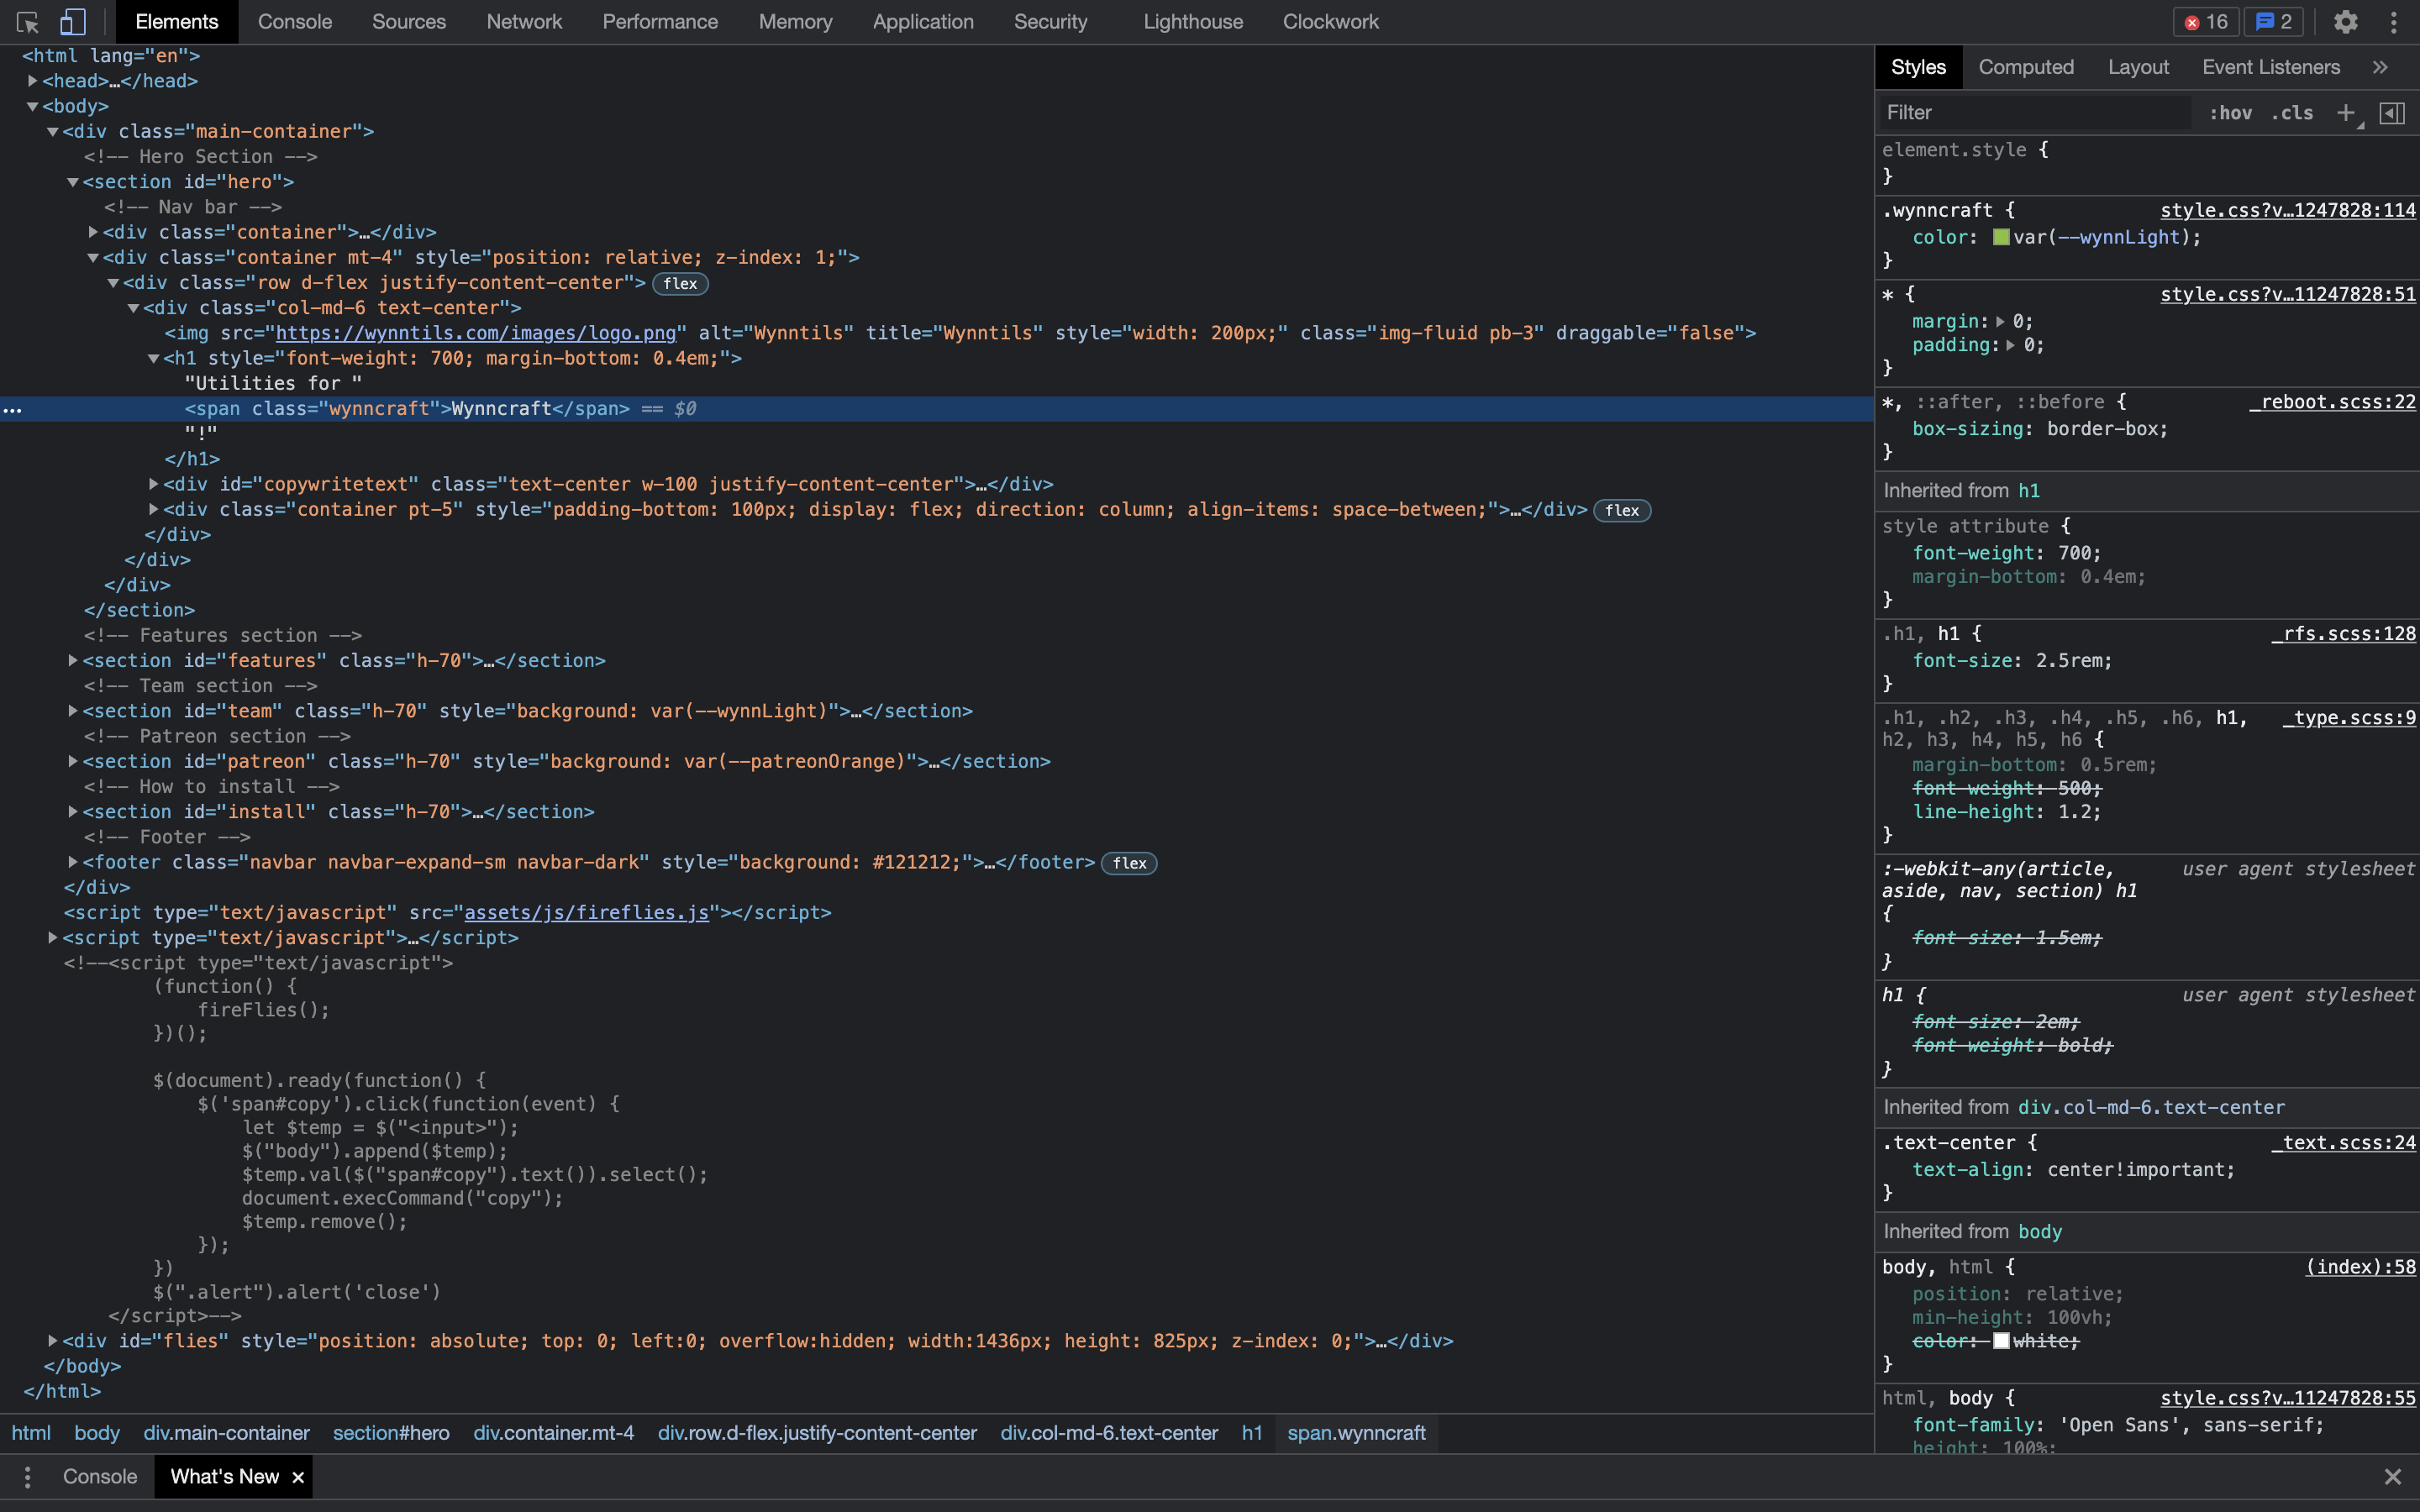 Elements Console Sources Network Performance Memory Application Security Lighthouse Clockwork 16 2
<html lang="en">
<head>…</head>
<body>
<div class="main-container">
<!-- Hero Section -->
<section id="hero">
<!-- Nav bar -->
<div class="container">…</div>
<div class="container mt-4" style="position: relative; z-index: 1;">
<div class="row d-flex justify-content-center"> flex
<div class="col-md-6 text-center">
<img src="https://wynntils.com/images/logo.png" alt="Wynntils" title="Wynntils" style="width: 200px;" class="img-fluid pb-3" draggable="false">
<h1 style="font-weight: 700; margin-bottom: 0.4em;">
"Utilities for "
… <span class="wynncraft">Wynncraft</span> == $0
"!"
</h1>
<div id="copywritetext" class="text-center w-100 justify-content-center">…</div>
<div class="container pt-5" style="padding-bottom: 100px; display: flex; direction: column; align-items: space-between;">…</div> flex
</div>
</div>
</div>
</section>
<!-- Features section -->
<section id="features" class="h-70">…</section>
<!-- Team section -->
<section id="team" class="h-70" style="background: var(--wynnLight)">…</section>
<!-- Patreon section -->
<section id="patreon" class="h-70" style="background: var(--patreonOrange)">…</section>
<!-- How to install -->
<section id="install" class="h-70">…</section>
<!-- Footer -->
<footer class="navbar navbar-expand-sm navbar-dark" style="background: #121212;">…</footer> flex
</div>
<script type="text/javascript" src="assets/js/fireflies.js"></script>
<script type="text/javascript">…</script>
<!--<script type="text/javascript">
(function() {
fireFlies();
})();
$(document).ready(function() {
$('span#copy').click(function(event) {
let $temp = $("<input>");
$("body").append($temp);
$temp.val($("span#copy").text()).select();
document.execCommand("copy");
$temp.remove();
});
})
$(".alert").alert('close')
</script>-->
<div id="flies" style="position: absolute; top: 0; left:0; overflow:hidden; width:1436px; height: 825px; z-index: 0;">…</div>
</body>
</html>
html body div.main-container section#hero div.container.mt-4 div.row.d-flex.justify-content-center div.col-md-6.text-center h1 span.wynncraft
Console What's New ×
Styles Computed Layout Event Listeners »
Filter :hov .cls +
element.style {
}
.wynncraft { style.css?v…1247828:114
color: var(--wynnLight);
}
* { style.css?v…11247828:51
margin: 0;
padding: 0;
}
*, ::after, ::before { _reboot.scss:22
box-sizing: border-box;
}
Inherited from h1
style attribute {
font-weight: 700;
margin-bottom: 0.4em;
}
.h1, h1 { _rfs.scss:128
font-size: 2.5rem;
}
.h1, .h2, .h3, .h4, .h5, .h6, h1, _type.scss:9
h2, h3, h4, h5, h6 {
margin-bottom: 0.5rem;
font-weight: 500;
line-height: 1.2;
}
:-webkit-any(article, user agent stylesheet
aside, nav, section) h1
{
font-size: 1.5em;
}
h1 { user agent stylesheet
font-size: 2em;
font-weight: bold;
}
Inherited from div.col-md-6.text-center
.text-center { _text.scss:24
text-align: center!important;
}
Inherited from body
body, html { (index):58
position: relative;
min-height: 100vh;
color: white;
}
html, body { style.css?v…11247828:55
font-family: 'Open Sans', sans-serif;
height: 100%;